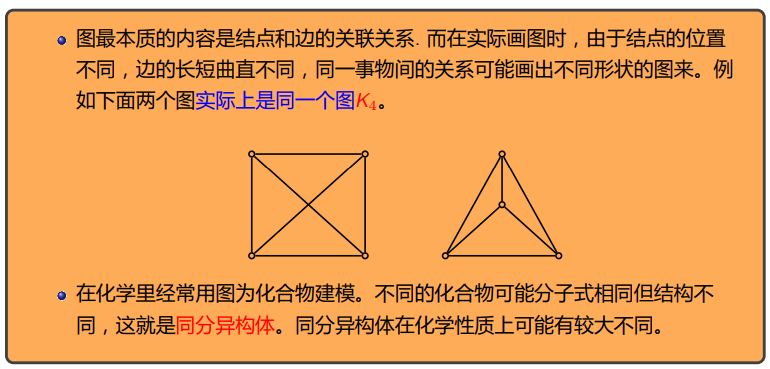 图最本质的内容是结点和边的关联关系. 而在实际画图时，由于结点的位置
不同，边的长短曲直不同，同一事物间的关系可能画出不同形状的图来。例
如下面两个图实际上是同一个图K₄。
在化学里经常用图为化合物建模。不同的化合物可能分子式相同但结构不
同，这就是同分异构体。同分异构体在化学性质上可能有较大不同。